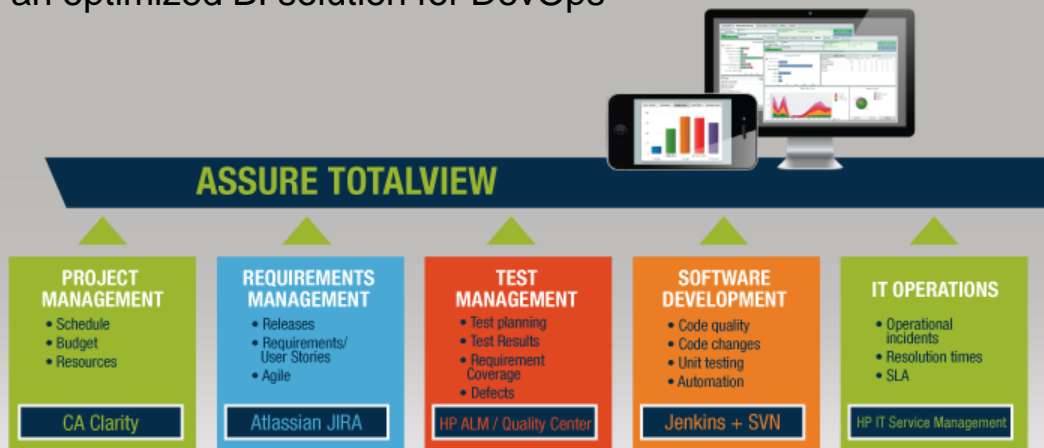 an optimized BI solution for DevOps
ASSURE TOTALVIEW
PROJECT
MANAGEMENT
• Schedule
• Budget
• Resources
CA Clarity
REQUIREMENTS
MANAGEMENT
• Releases
• Requirements/
User Stories
• Agile
Atlassian JIRA
TEST
MANAGEMENT
• Test planning
• Test Results
• Requirement
Coverage
• Defects
HP ALM / Quality Center
SOFTWARE
DEVELOPMENT
• Code quality
• Code changes
• Unit testing
• Automation
Jenkins + SVN
IT OPERATIONS
• Operational
incidents
• Resolution times
• SLA
HP IT Service Management